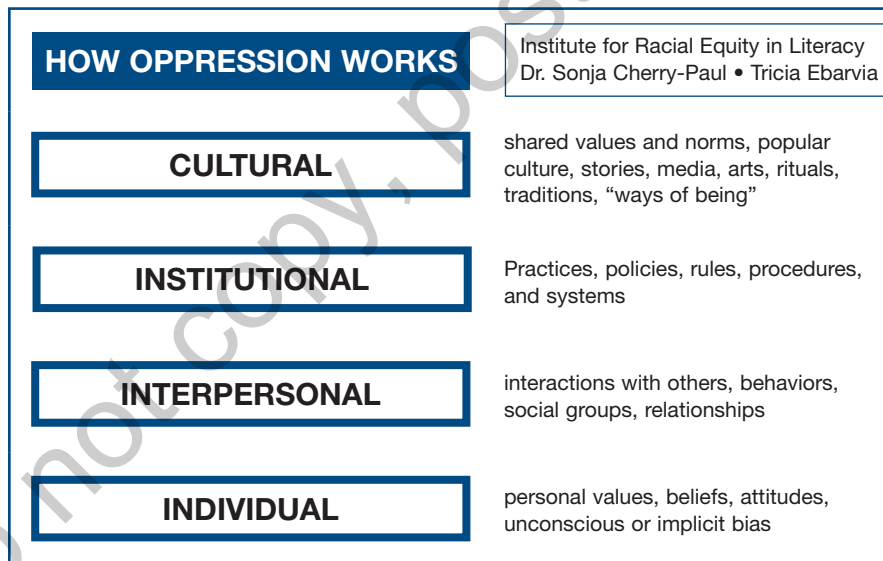 HOW OPPRESSION WORKS
Institute for Racial Equity in Literacy
Dr. Sonja Cherry-Paul • Tricia Ebarvia
CULTURAL
shared values and norms, popular
culture, stories, media, arts, rituals,
traditions, “ways of being”
INSTITUTIONAL
Practices, policies, rules, procedures,
and systems
INTERPERSONAL
interactions with others, behaviors,
social groups, relationships
INDIVIDUAL
personal values, beliefs, attitudes,
unconscious or implicit bias
not copy, pos